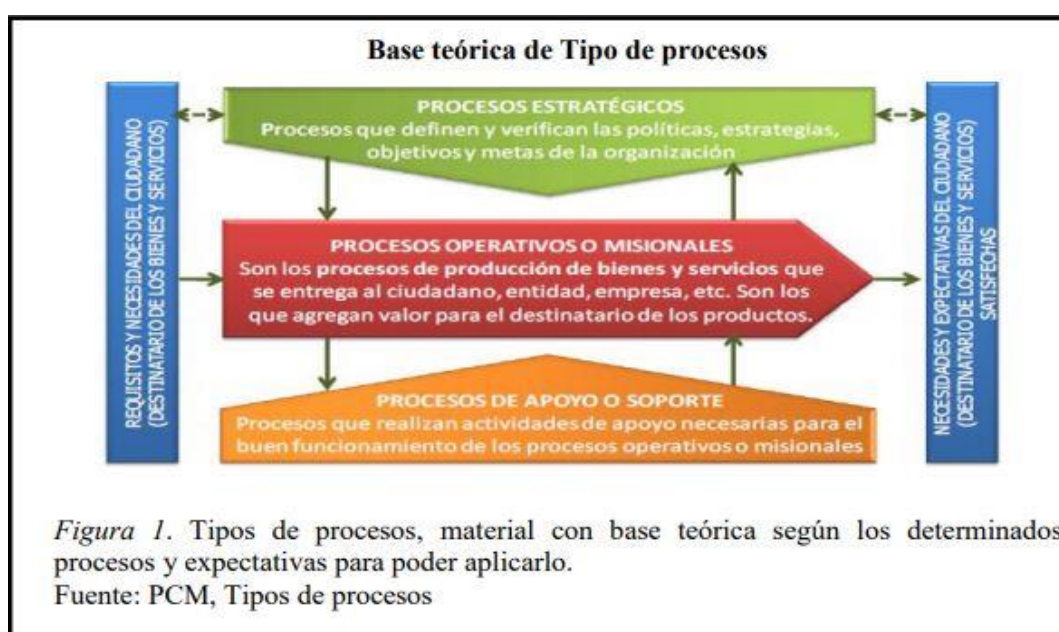 Base teórica de Tipo de procesos
REQUISITOS Y NECESIDADES DEL CIUDADANO
(DESTINATARIO DE LOS BIENES Y SERVICIOS)
PROCESOS ESTRATÉGICOS
Procesos que definen y verifican las políticas, estrategias,
objetivos y metas de la organización
PROCESOS OPERATIVOS O MISIONALES
Son los procesos de producción de bienes y servicios que
se entrega al ciudadano, entidad, empresa, etc. Son los
que agregan valor para el destinatario de los productos.
PROCESOS DE APOYO O SOPORTE
Procesos que realizan actividades de apoyo necesarias para el
buen funcionamiento de los procesos operativos o misionales
NECESIDADES Y EXPECTATIVAS DEL CIUDADANO
(DESTINATARIO DE LOS BIENES Y SERVICIOS)
SATISFECHAS
Figura 1. Tipos de procesos, material con base teórica según los determinados
procesos y expectativas para poder aplicarlo.
Fuente: PCM, Tipos de procesos